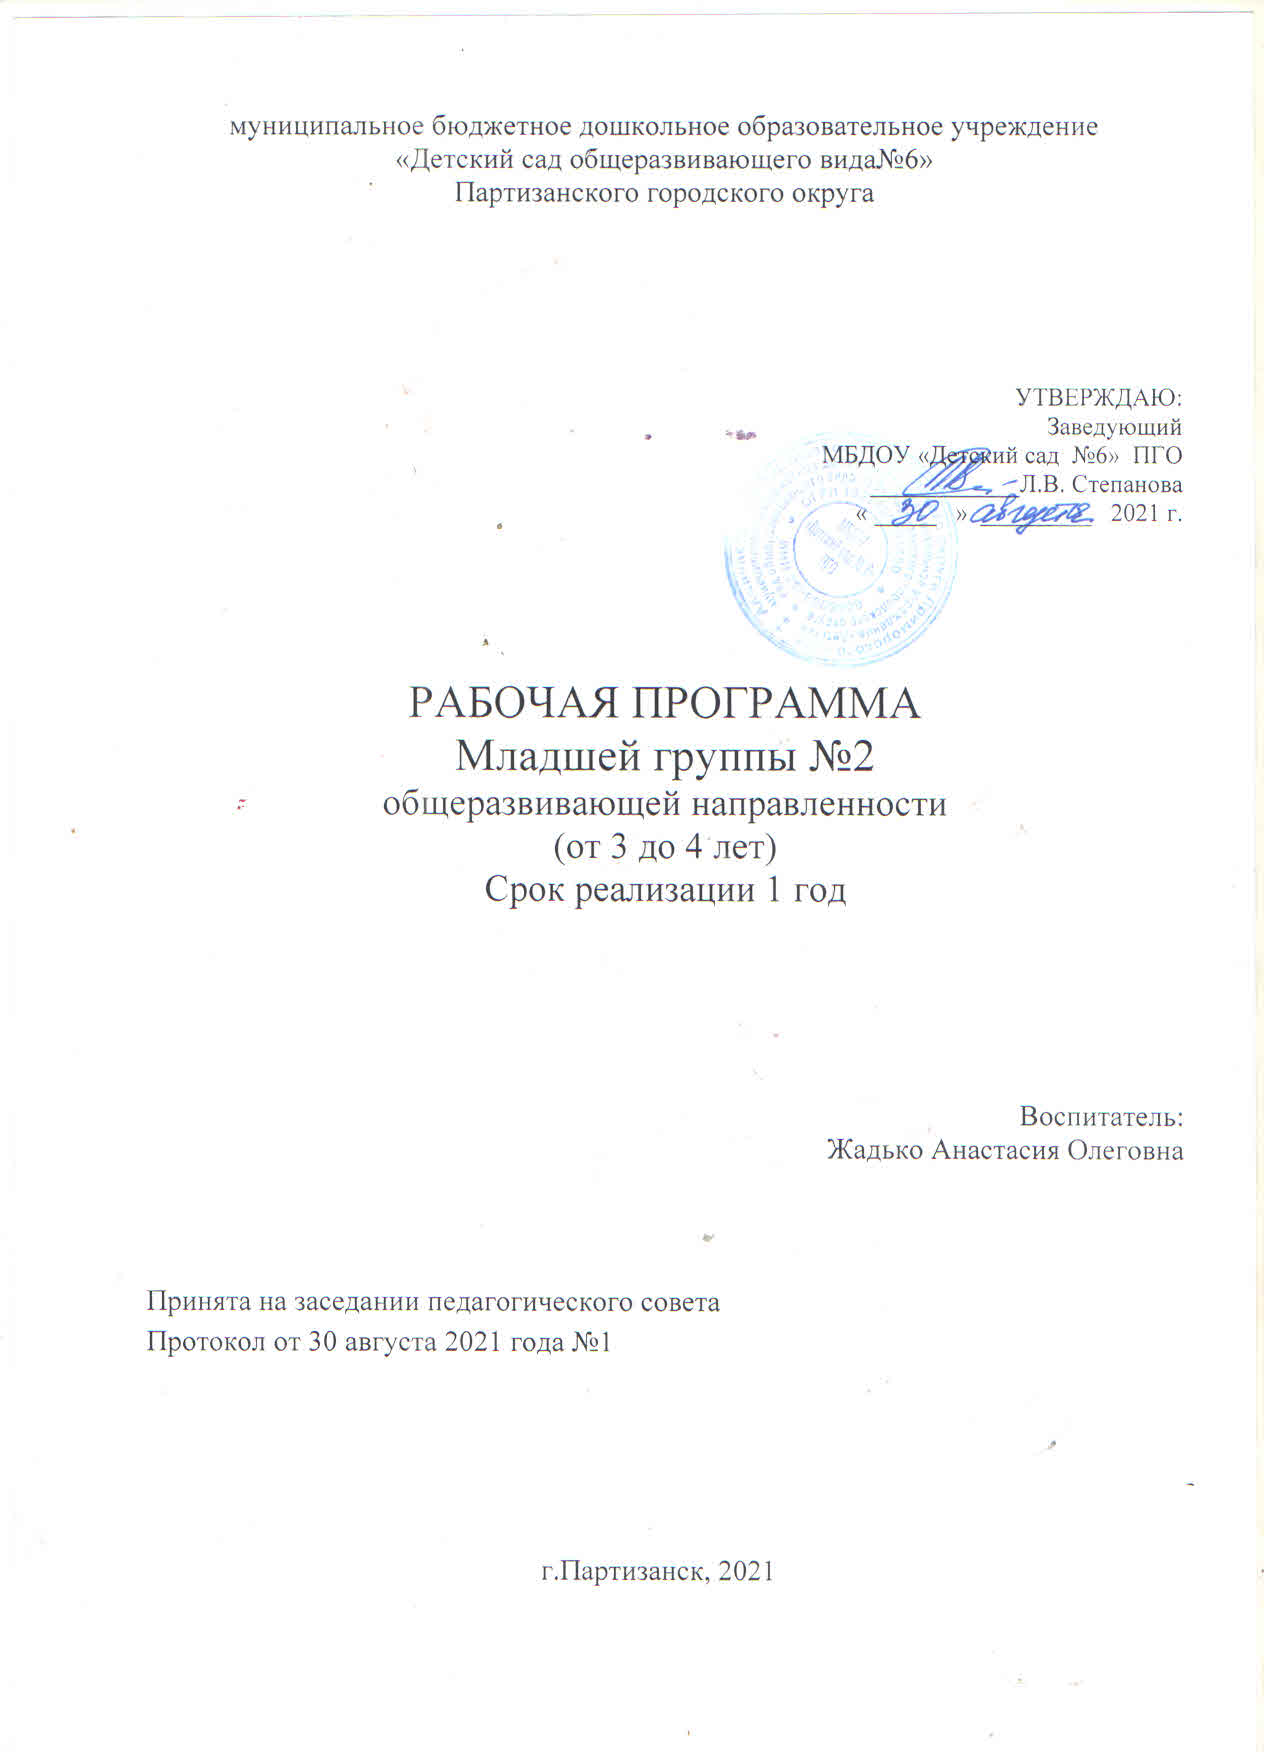 муниципальное бюджетное дошкольное образовательное учреждение
«Детский сад общеразвивающего вида№6»
Партизанского городского округа
УТВЕРЖДАЮ:
Заведующий
МБДОУ «Детский сад №6» ПГО
Л.В. Степанова
« 30 » августа 2021 г.
РАБОЧАЯ ПРОГРАММА
Младшей группы №2
общеразвивающей направленности
(от 3 до 4 лет)
Срок реализации 1 год
Воспитатель:
Жадько Анастасия Олеговна
Принята на заседании педагогического совета
Протокол от 30 августа 2021 года №1
г.Партизанск, 2021